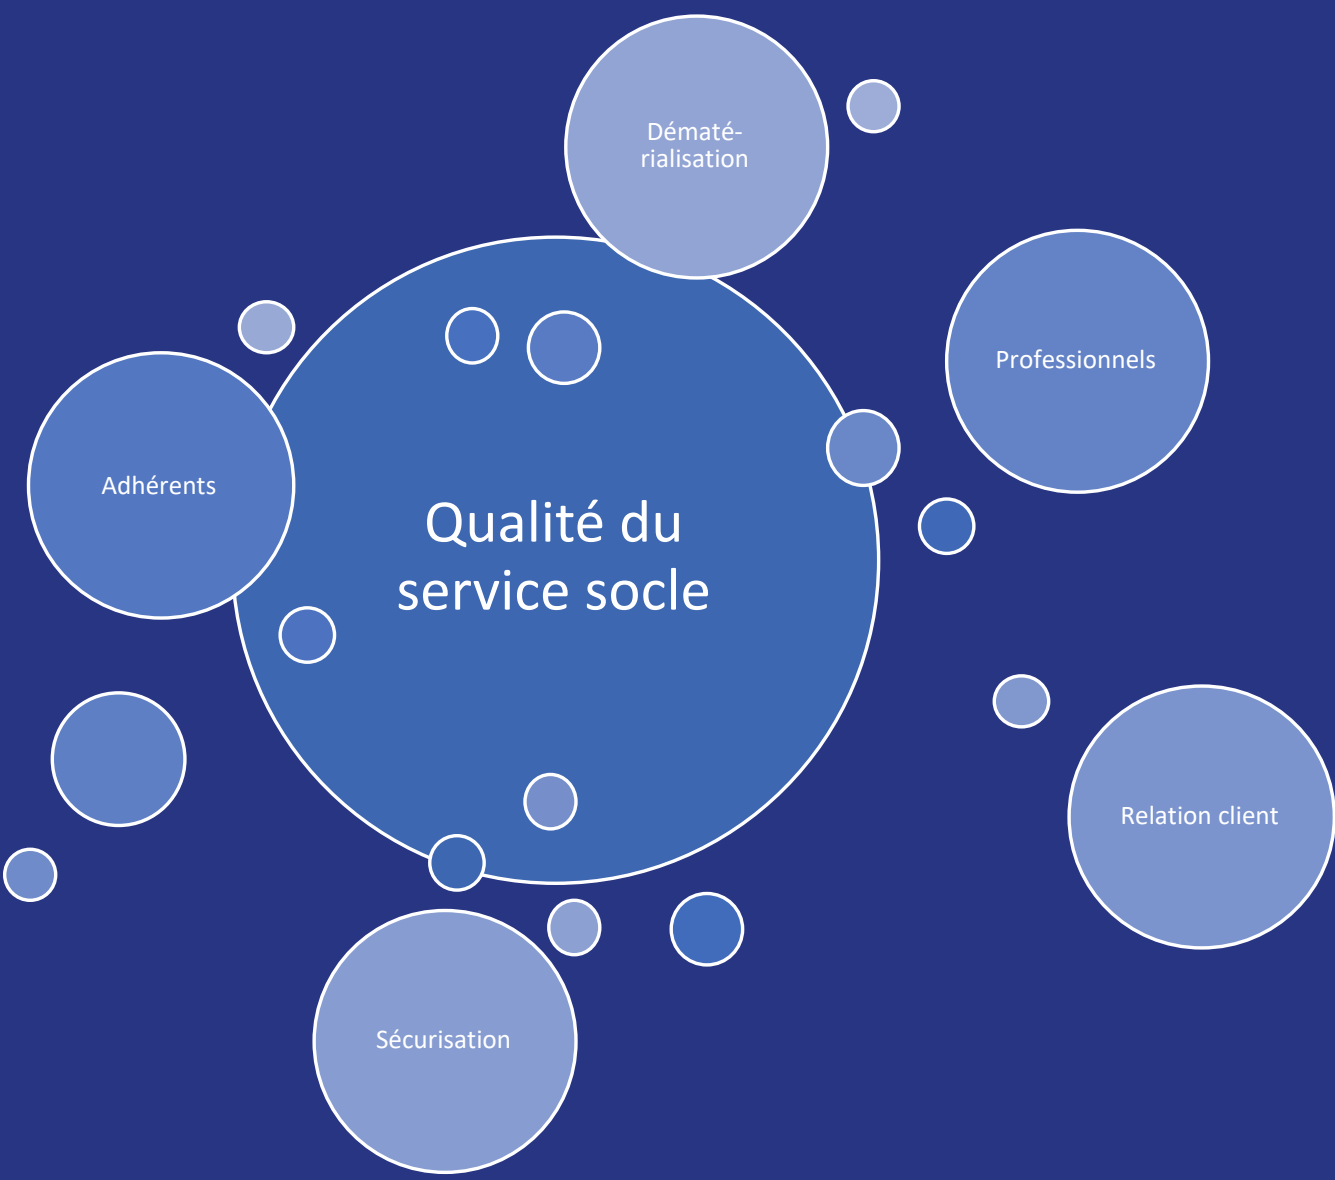 Dématé-
rialisation
Professionnels
Adhérents
Qualité du
service socle
Relation client
Sécurisation